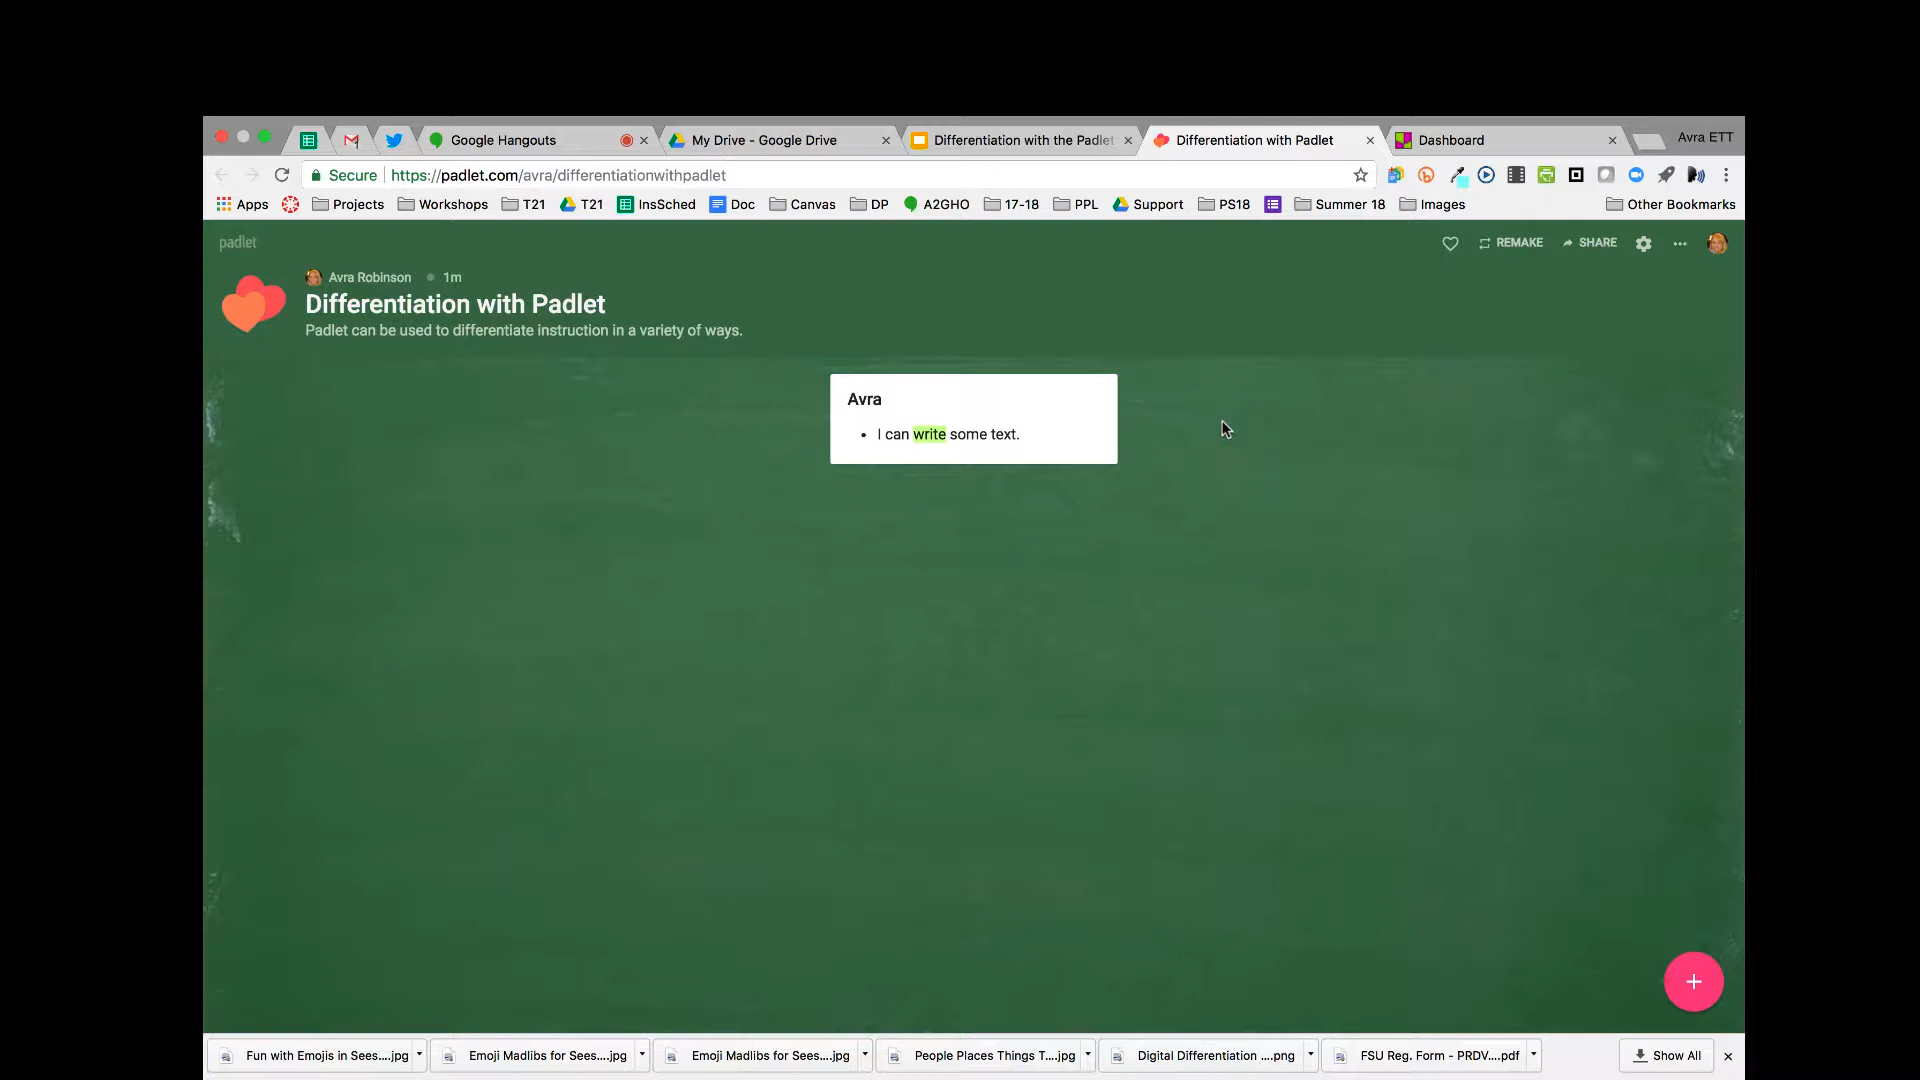 Google Hangouts
My Drive - Google Drive
Differentiation with the Padlet
Differentiation with Padlet
Dashboard
Avra ETT
Secure
https://padlet.com/avra/differentiationwithpadlet
Apps
Projects
Workshops
T21
T21
InsSched
Doc
Canvas
DP
A2GHO
17-18
PPL
Support
PS18
Summer 18
Images
Other Bookmarks
padlet
REMAKE
SHARE
Avra Robinson
1m
Differentiation with Padlet
Padlet can be used to differentiate instruction in a variety of ways.
Avra
• I can write some text.
Fun with Emojis in Sees....jpg
Emoji Madlibs for Sees....jpg
Emoji Madlibs for Sees....jpg
People Places Things T....jpg
Digital Differentiation ....png
FSU Reg. Form - PRDV....pdf
Show All